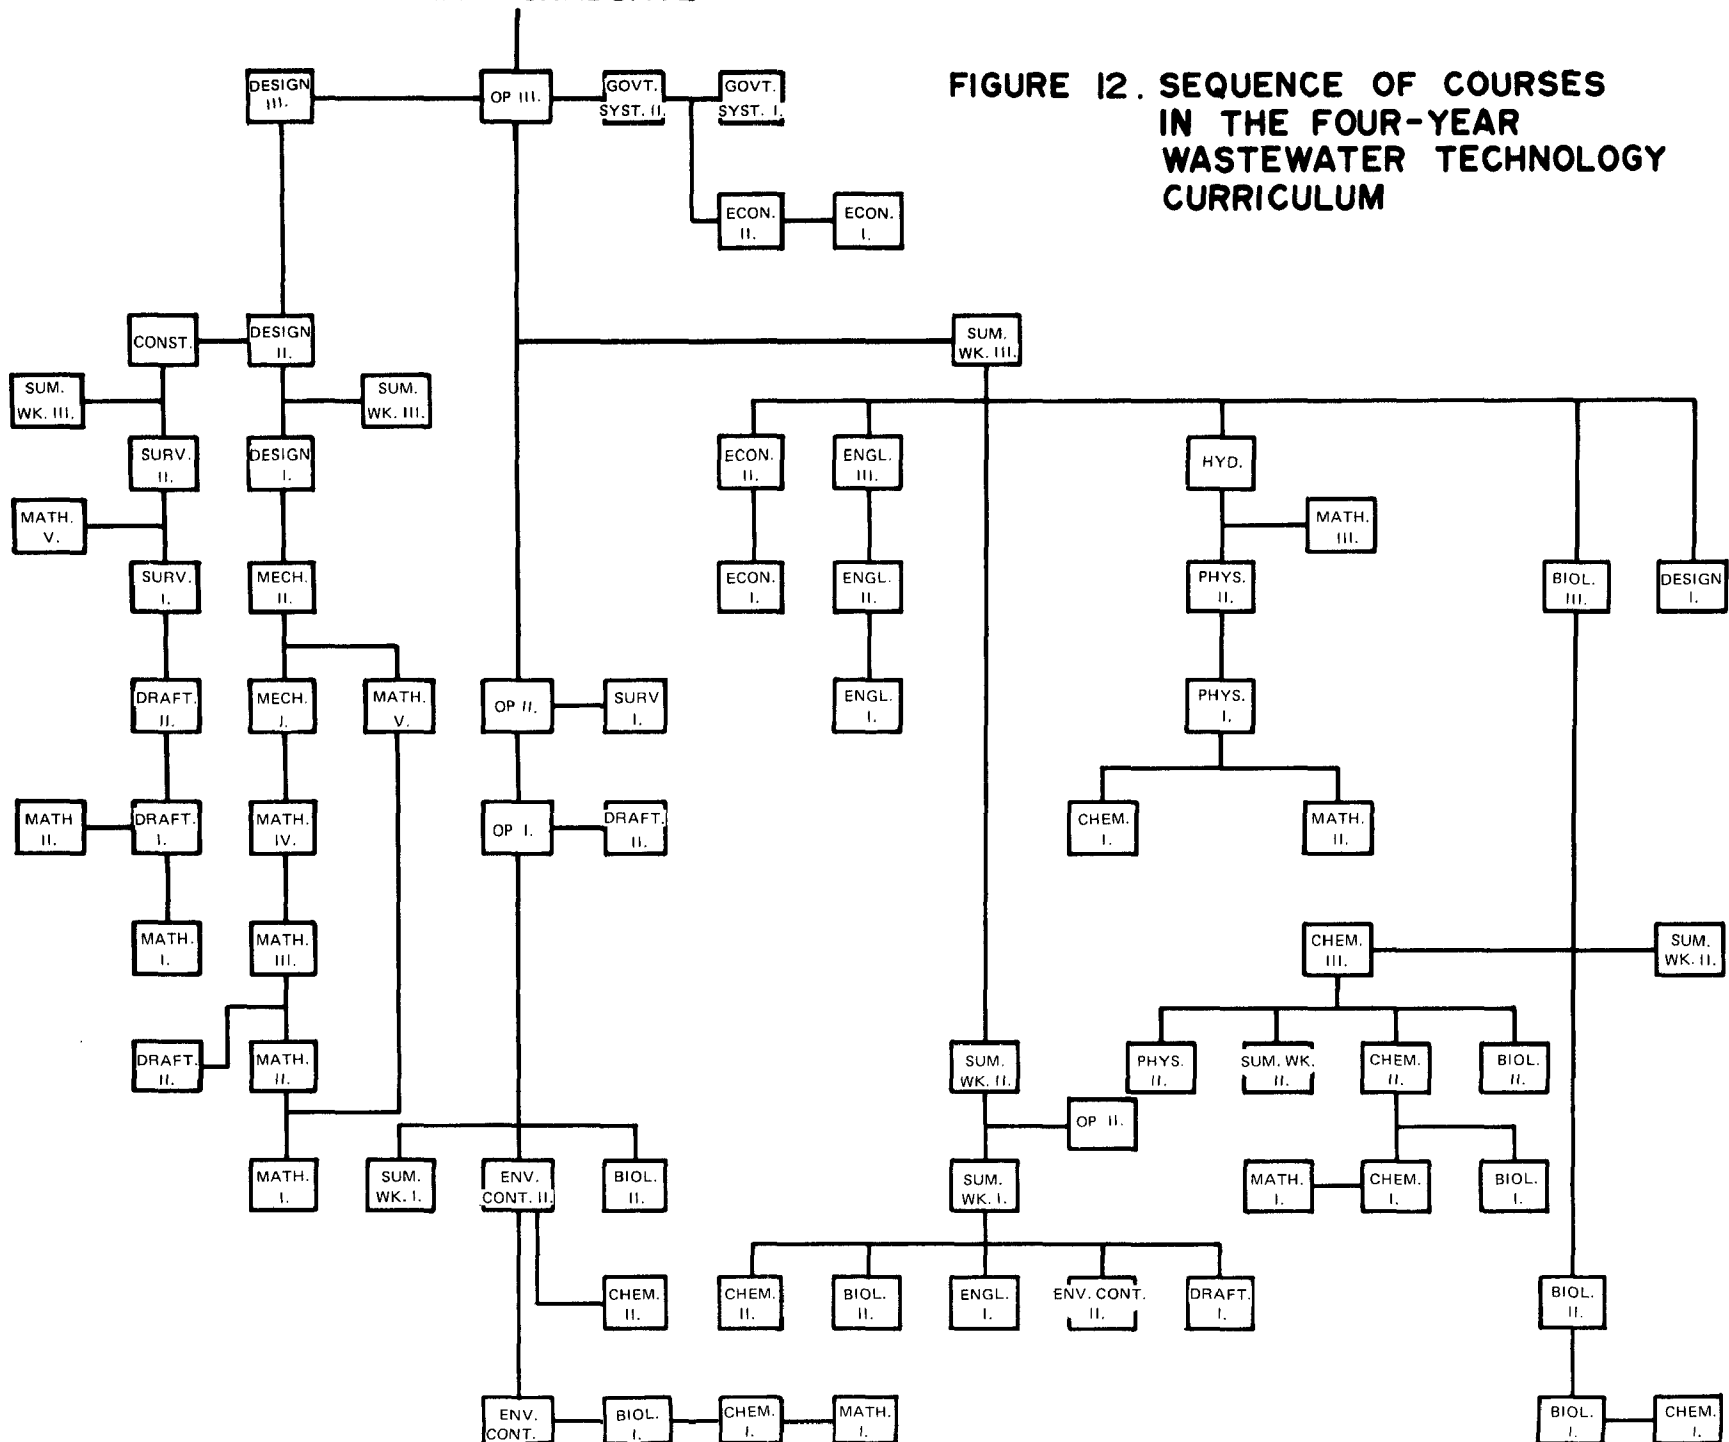 DESIGN
III.
OP III.
GOVT.
SYST. II.
GOVT.
SYST. I.
FIGURE 12. SEQUENCE OF COURSES
IN THE FOUR-YEAR
WASTEWATER TECHNOLOGY
CURRICULUM
ECON.
II.
ECON.
I.
CONST.
DESIGN
II.
SUM.
WK. III.
SUM.
WK. III.
SUM.
WK. III.
SURV.
II.
DESIGN
I.
ECON.
II.
ENGL.
III.
HYD.
MATH.
V.
MATH.
III.
SURV.
I.
MECH.
II.
ECON.
I.
ENGL.
II.
PHYS.
II.
BIOL.
III.
DESIGN
I.
DRAFT.
II.
MECH.
I.
MATH.
V.
OP II.
SURV
I.
ENGL.
I.
PHYS.
I.
MATH
II.
DRAFT.
I.
MATH.
IV.
OP I.
DRAFT.
II.
CHEM.
I.
MATH.
II.
MATH.
I.
MATH.
III.
CHEM.
III.
SUM.
WK. II.
DRAFT.
II.
MATH.
II.
SUM.
WK. II.
PHYS.
II.
SUM. WK.
II.
CHEM.
II.
BIOL.
II.
OP II.
MATH.
I.
SUM.
WK. I.
ENV.
CONT. II.
BIOL.
II.
SUM.
WK. I.
MATH.
I.
CHEM.
I.
BIOL.
I.
CHEM.
II.
CHEM.
II.
BIOL.
II.
ENGL.
I.
ENV. CONT.
II.
DRAFT.
I.
BIOL.
II.
ENV.
CONT.
BIOL.
I.
CHEM.
I.
MATH.
I.
BIOL.
I.
CHEM.
I.